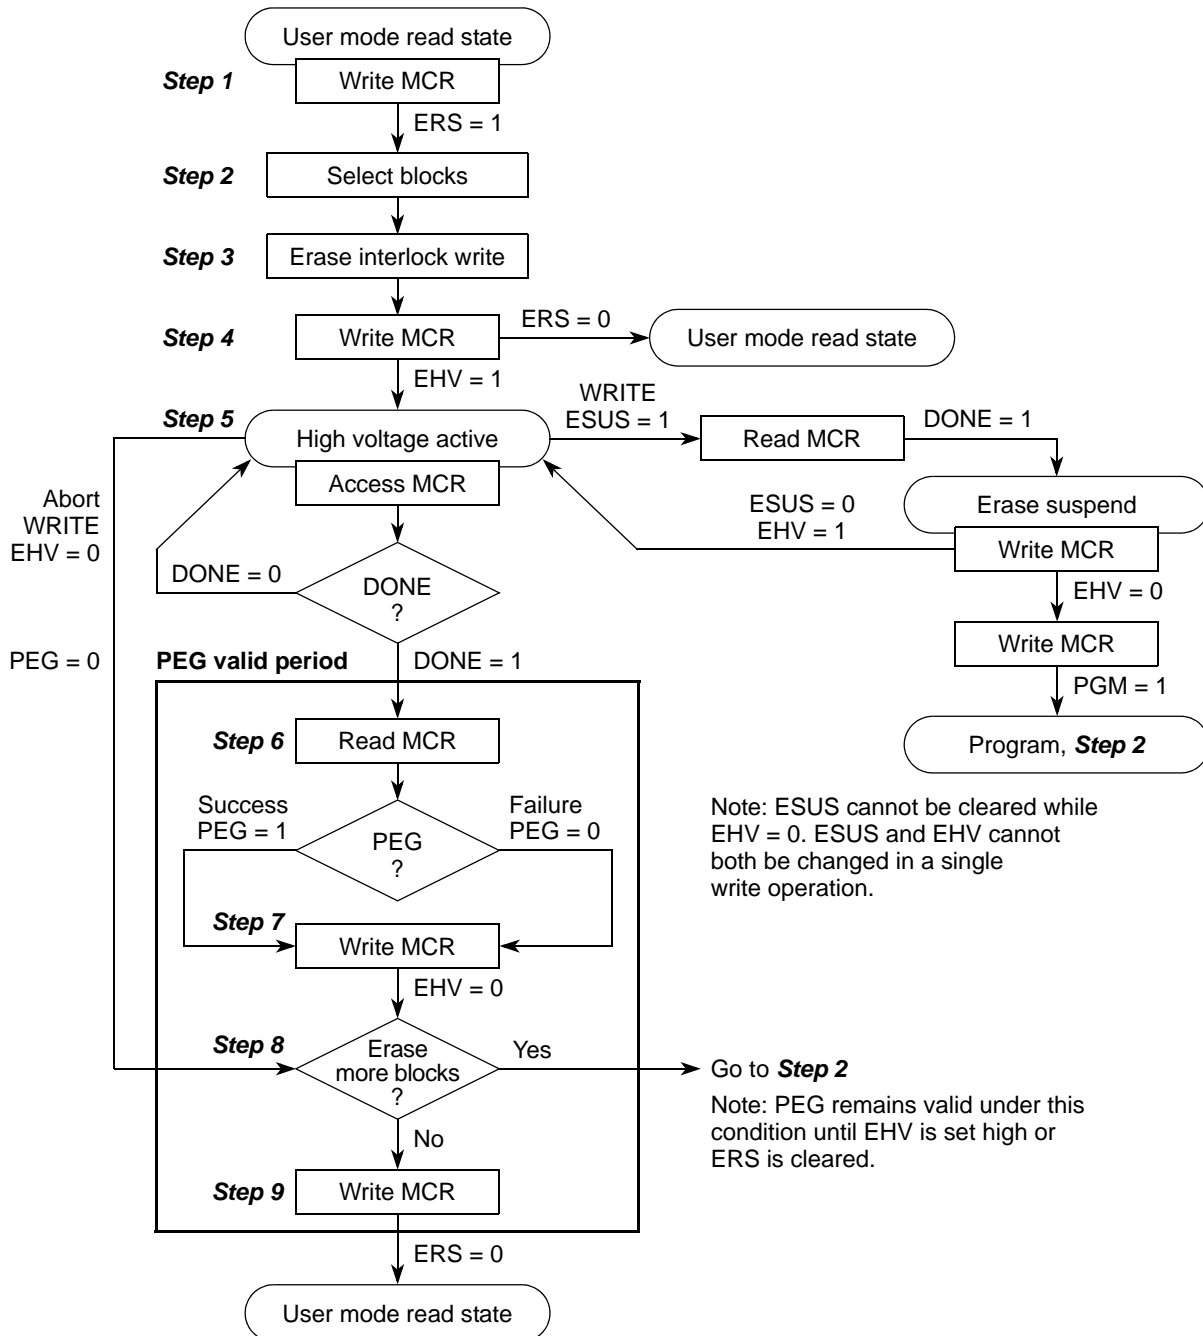 User mode read state
Step 1
Write MCR
ERS = 1
Step 2
Select blocks
Step 3
Erase interlock write
Step 4
Write MCR
ERS = 0
User mode read state
EHV = 1
Step 5
High voltage active
WRITE
ESUS = 1
Read MCR
DONE = 1
Access MCR
Abort
WRITE
EHV = 0
ESUS = 0
EHV = 1
Erase suspend
Write MCR
DONE = 0
DONE
?
EHV = 0
Write MCR
PEG = 0
PEG valid period
DONE = 1
PGM = 1
Step 6
Read MCR
Program, Step 2
Success
PEG = 1
Failure
PEG = 0
PEG
?
Note: ESUS cannot be cleared while
EHV = 0. ESUS and EHV cannot
both be changed in a single
write operation.
Step 7
Write MCR
EHV = 0
Step 8
Erase
more blocks
?
Yes
Go to Step 2
Note: PEG remains valid under this
condition until EHV is set high or
ERS is cleared.
No
Step 9
Write MCR
ERS = 0
User mode read state